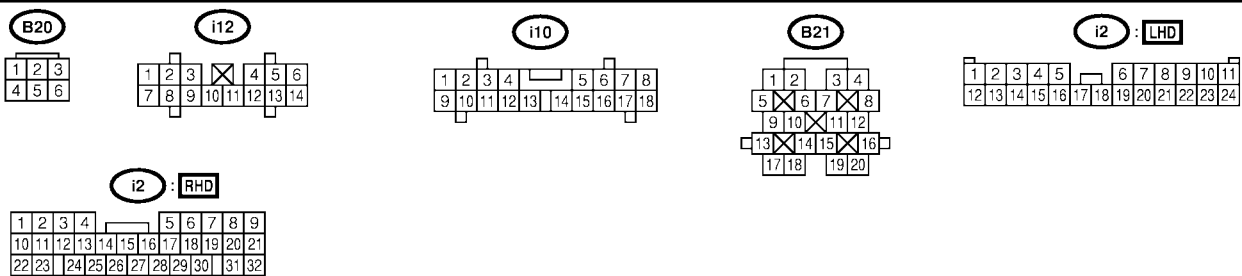 B20
1 2 3
4 5 6
i12
1 2 3 4 5 6
7 8 9 10 11 12 13 14
i10
1 2 3 4 5 6 7 8
9 10 11 12 13 14 15 16 17 18
B21
1 2 3 4
5 6 7 8
9 10 11 12
13 14 15 16
17 18 19 20
i2 : LHD
1 2 3 4 5 6 7 8 9 10 11
12 13 14 15 16 17 18 19 20 21 22 23 24
i2 : RHD
1 2 3 4 5 6 7 8 9
10 11 12 13 14 15 16 17 18 19 20 21
22 23 24 25 26 27 28 29 30 31 32